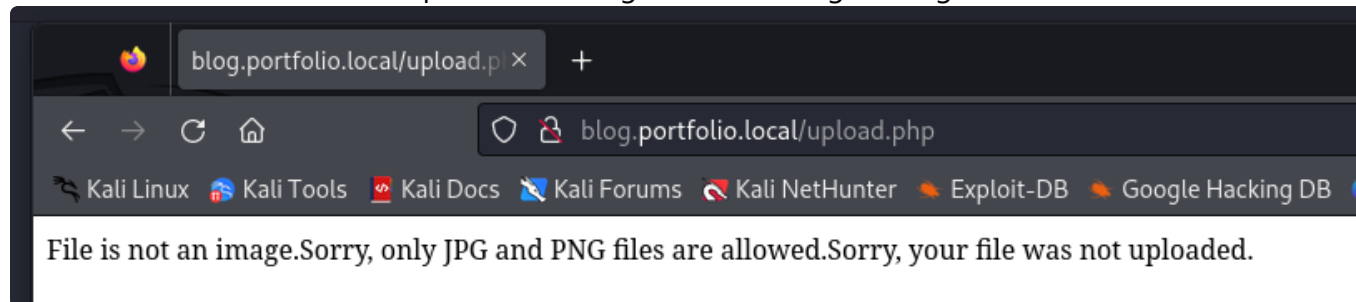 blog.portfolio.local/upload.p
blog.portfolio.local/upload.php
Kali Linux Kali Tools Kali Docs Kali Forums Kali NetHunter Exploit-DB Google Hacking DB
File is not an image.Sorry, only JPG and PNG files are allowed.Sorry, your file was not uploaded.